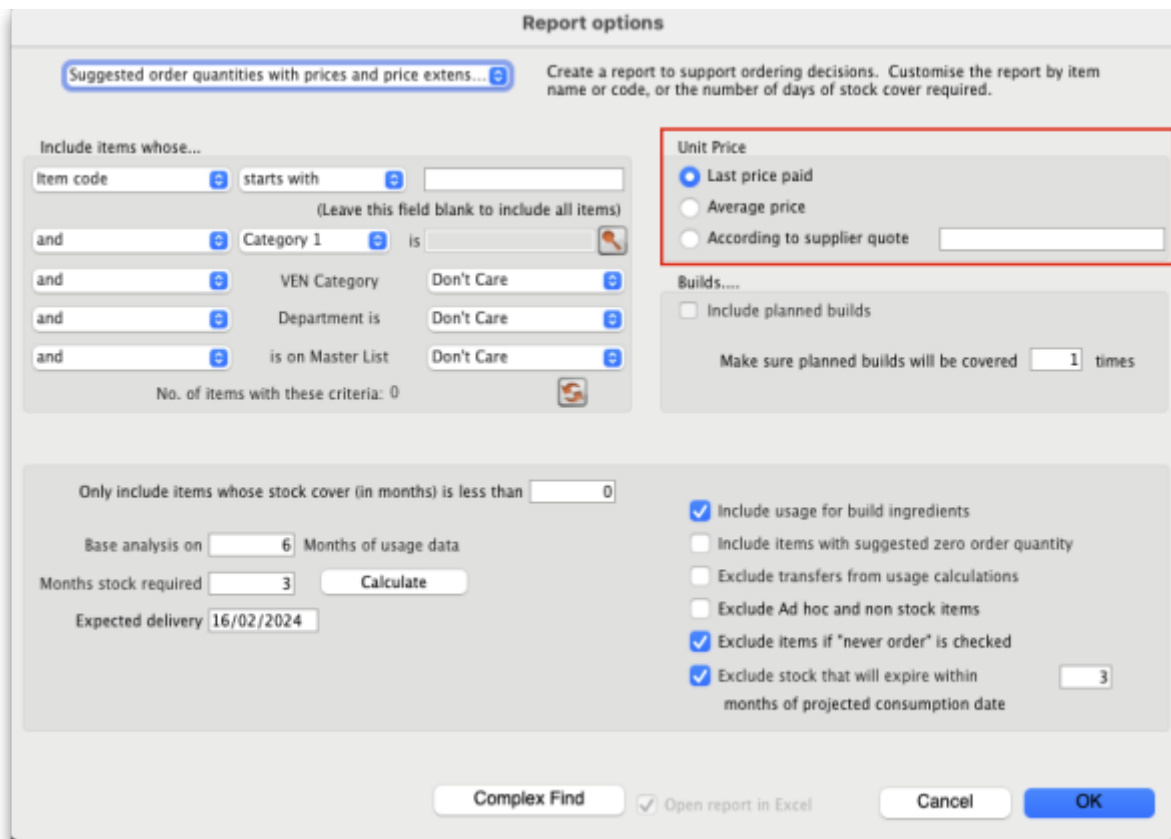 Report options
Suggested order quantities with prices and price extens...
Create a report to support ordering decisions. Customise the report by item
name or code, or the number of days of stock cover required.
Include items whose...
Item code starts with
(Leave this field blank to include all items)
and Category 1 is
and VEN Category Don't Care
and Department is Don't Care
and is on Master List Don't Care
No. of items with these criteria: 0
Unit Price
Last price paid
Average price
According to supplier quote
Builds....
Include planned builds
Make sure planned builds will be covered 1 times
Only include items whose stock cover (in months) is less than 0
Base analysis on 6 Months of usage data
Months stock required 3 Calculate
Expected delivery 16/02/2024
Include usage for build ingredients
Include items with suggested zero order quantity
Exclude transfers from usage calculations
Exclude Ad hoc and non stock items
Exclude items if "never order" is checked
Exclude stock that will expire within 3
months of projected consumption date
Complex Find Open report in Excel Cancel OK